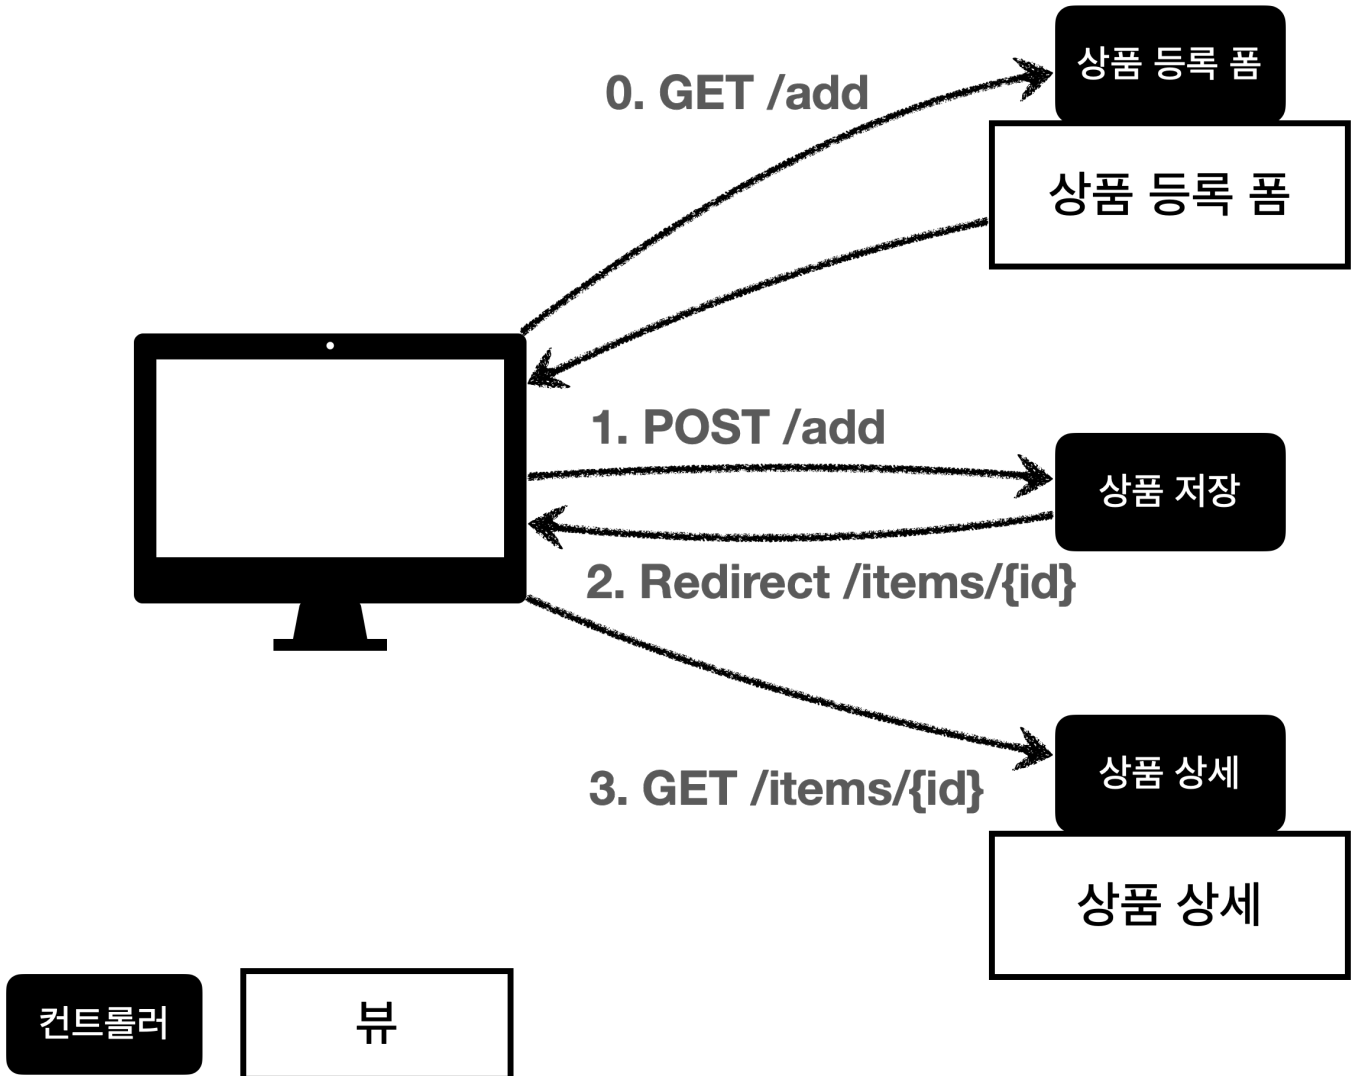 0. GET /add
상품 등록 폼
상품 등록 폼
1. POST /add
상품 저장
2. Redirect /items/{id}
상품 상세
3. GET /items/{id}
상품 상세
컨트롤러
뷰